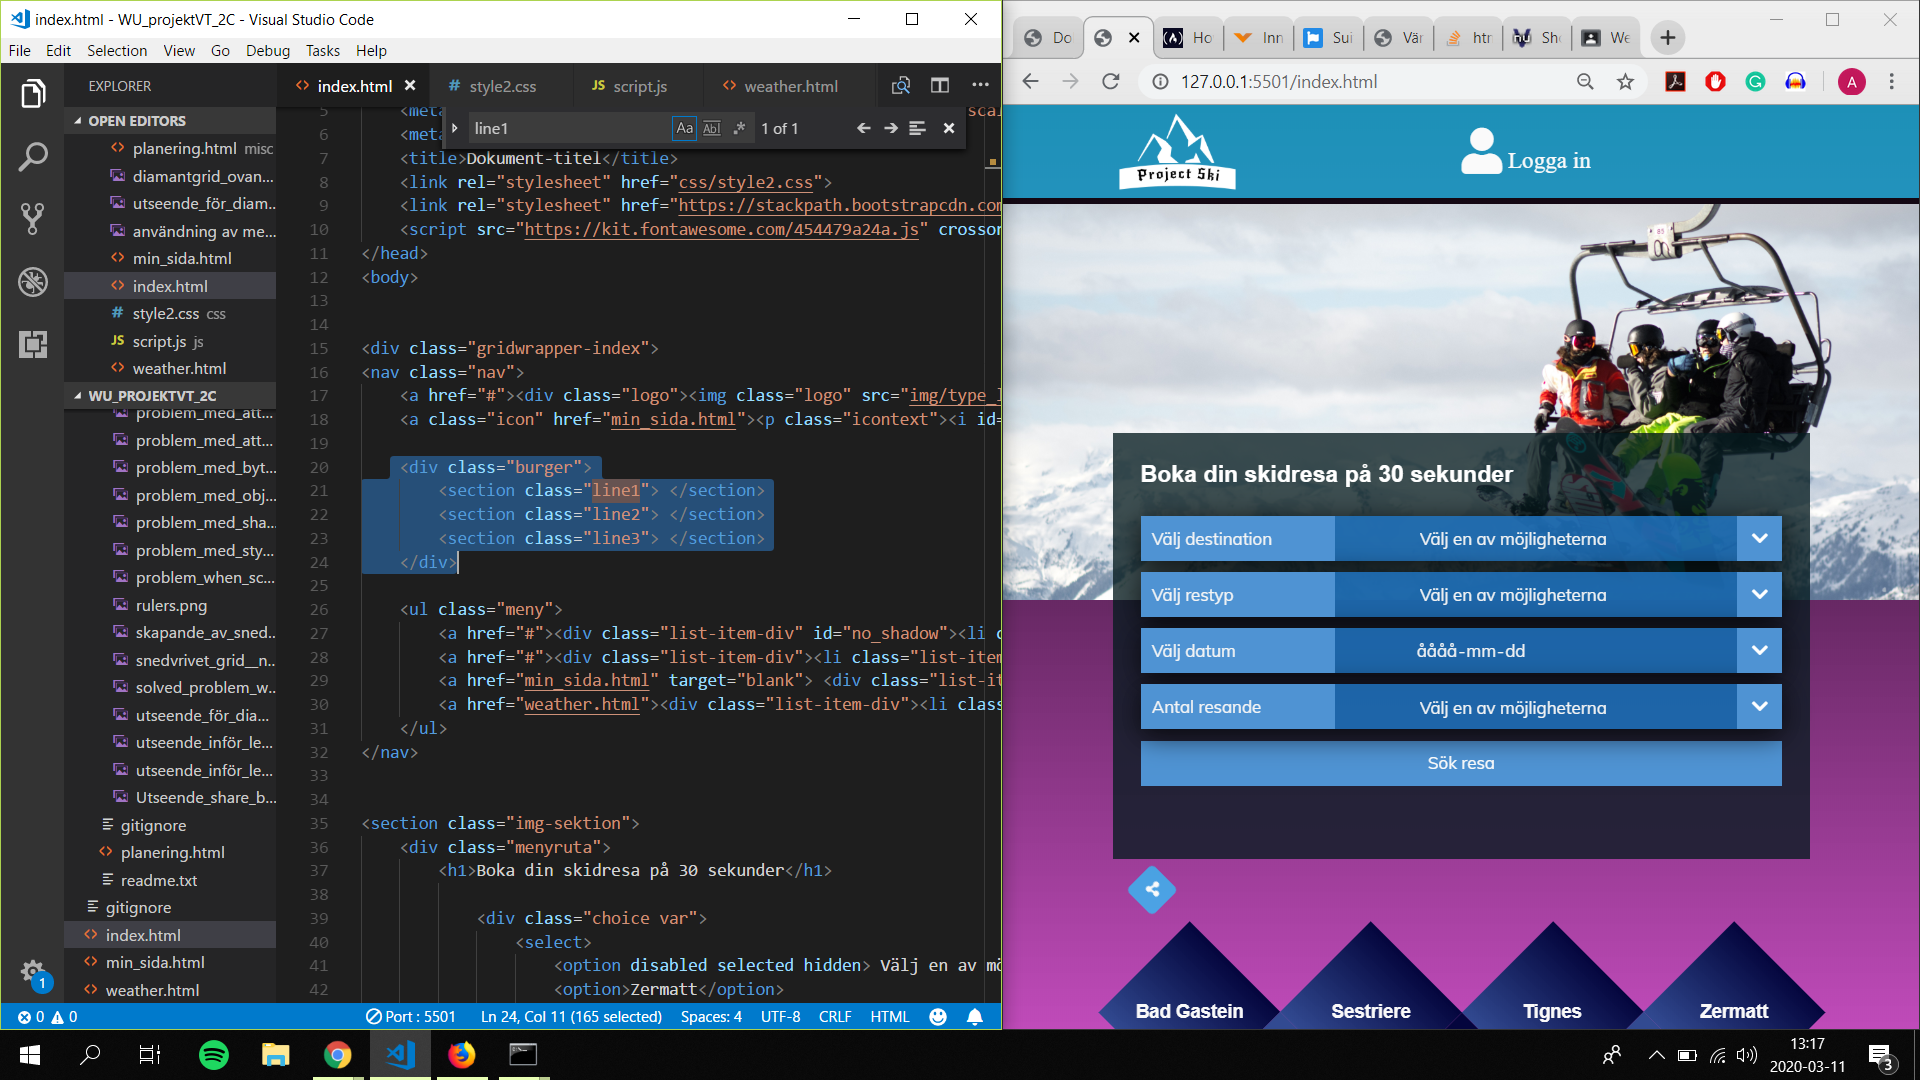 index.html - WU_projektVT_2C - Visual Studio Code
File Edit Selection View Go Debug Tasks Help
EXPLORER
OPEN EDITORS
planering.html misc
diamantgrid_ovan...
utseende_för_diam...
användning av me...
min_sida.html
index.html
style2.css css
script.js js
weather.html
WU_PROJEKTVT_2C
problem_med_att...
problem_med_att...
problem_med_byt...
problem_med_obj...
problem_med_sha...
problem_med_sty...
problem_when_sc...
rulers.png
skapande_av_sned...
snedvrivet_grid__n...
solved_problem_w...
utseende_för_dia...
utseende_inför_le...
utseende_inför_le...
Utseende_share_b...
gitignore
planering.html
readme.txt
gitignore
index.html
min_sida.html
weather.html
index.html style2.css script.js weather.html
line1 Aa Abl .* 1 of 1
5 <meta scal
6 <meta
7 <title>Dokument-titel</title>
8 <link rel="stylesheet" href="css/style2.css">
9 <link rel="stylesheet" href="https://stackpath.bootstrapcdn.com
10 <script src="https://kit.fontawesome.com/454479a24a.js" crossor
11 </head>
12 <body>
13
14
15 <div class="gridwrapper-index">
16 <nav class="nav">
17 <a href="#"><div class="logo"><img class="logo" src="img/type_l
18 <a class="icon" href="min_sida.html"><p class="icontext"><i id=
19
20 <div class="burger">
21 <section class="line1"> </section>
22 <section class="line2"> </section>
23 <section class="line3"> </section>
24 </div>
25
26 <ul class="meny">
27 <a href="#"><div class="list-item-div" id="no_shadow"><li c
28 <a href="#"><div class="list-item-div"><li class="list-item
29 <a href="min_sida.html" target="blank"> <div class="list-it
30 <a href="weather.html"><div class="list-item-div"><li class
31 </ul>
32 </nav>
33
34
35 <section class="img-sektion">
36 <div class="menyruta">
37 <h1>Boka din skidresa på 30 sekunder</h1>
38
39 <div class="choice var">
40 <select>
41 <option disabled selected hidden> Välj en av mö
42 <option>Zermatt</option>
1
0 0 Port : 5501 Ln 24, Col 11 (165 selected) Spaces: 4 UTF-8 CRLF HTML
Do Ho Inn Sui Vär htr Sho We
127.0.0.1:5501/index.html
A
Project Ski
Logga in
85
Boka din skidresa på 30 sekunder
Välj destination Välj en av möjligheterna
Välj restyp Välj en av möjligheterna
Välj datum åååå-mm-dd
Antal resande Välj en av möjligheterna
Sök resa
Bad Gastein Sestriere Tignes Zermatt
13:17
2020-03-11
3